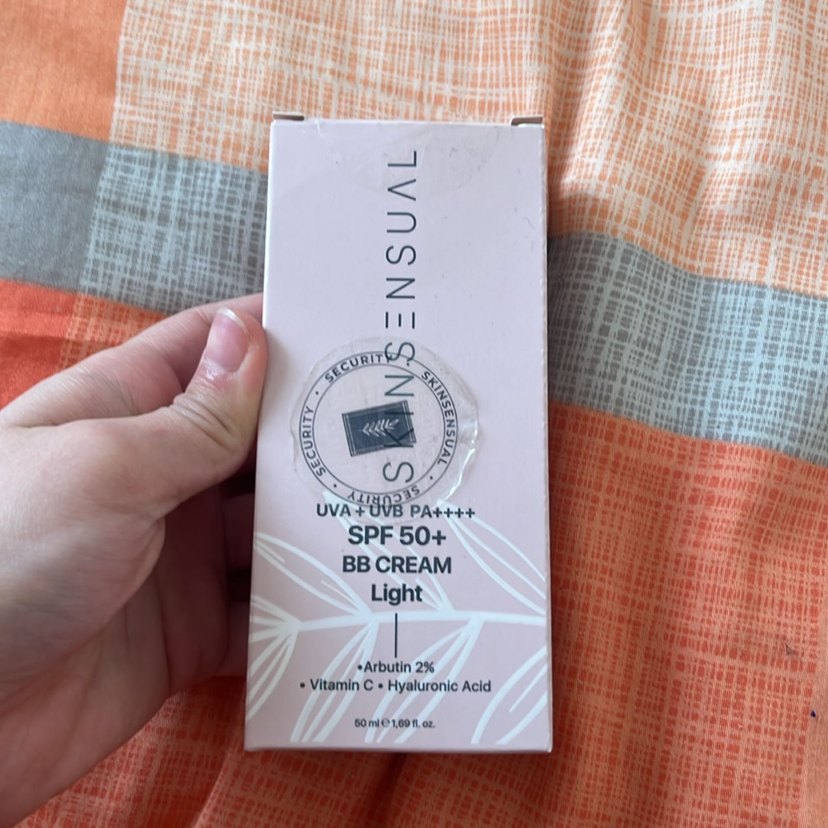 SKINSENSUAL
SECURITY • SKINSENSUAL • SECURITY • SECURITY •
UVA + UVB PA++++
SPF 50+
BB CREAM
Light
•Arbutin 2%
• Vitamin C • Hyaluronic Acid
50 ml ℮ 1,69 fl. oz.